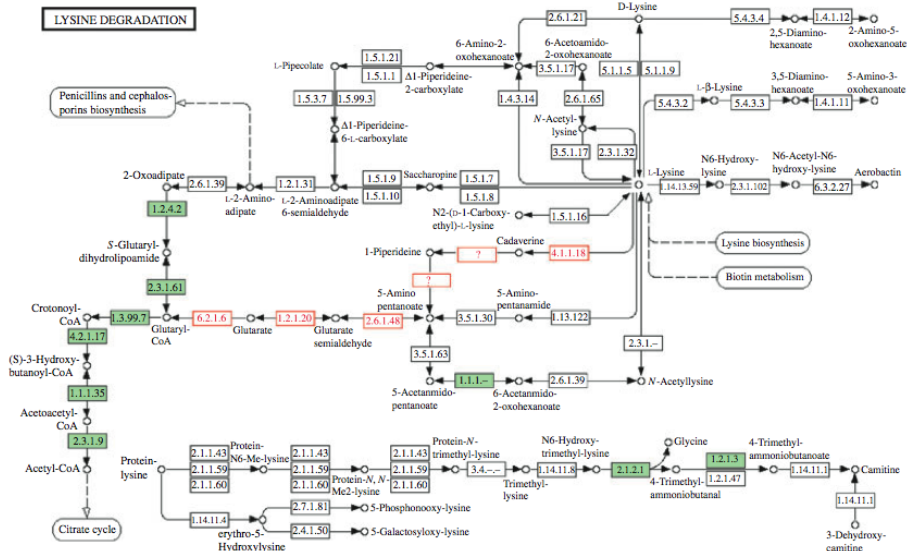 LYSINE DEGRADATION
2.6.1.21
D-Lysine
5.4.3.4
1.4.1.12
2,5-Diamino-
hexanoate
2-Amino-5-
oxohexanoate
6-Amino-2-
oxohexanoate
6-Acetoamido-
2-oxohexanoate
L-Pipecolate
1.5.1.21
1.5.1.1
Δ1-Piperideine-
2-carboxylate
3.5.1.17
5.1.1.5
5.1.1.9
Penicillins and cephalo-
sporins biosynthesis
1.5.3.7
1.5.99.3
1.4.3.14
2.6.1.65
L-β-Lysine
3,5-Diamino-
hexanoate
5-Amino-3-
oxohexanoate
5.4.3.2
5.4.3.3
1.4.1.11
Δ1-Piperideine-
6-L-carboxylate
N-Acetyl-
lysine
3.5.1.17
2.3.1.32
2-Oxoadipate
2.6.1.39
L-2-Amino-
adipate
1.2.1.31
L-2-Aminoadipate
6-semialdehyde
1.5.1.9
1.5.1.10
Saccharopine
1.5.1.7
1.5.1.8
L-Lysine
1.14.13.59
N6-Hydroxy-
lysine
2.3.1.102
N6-Acetyl-N6-
hydroxy-lysine
6.3.2.27
Aerobactin
1.2.4.2
N2-(D-1-Carboxy-
ethyl)-L-lysine
1.5.1.16
S-Glutaryl-
dihydrolipoamide
1-Piperideine
?
Cadaverine
4.1.1.18
Lysine biosynthesis
Biotin metabolism
2.3.1.61
?
Crotonoyl-
CoA
1.3.99.7
Glutaryl-
CoA
6.2.1.6
Glutarate
1.2.1.20
Glutarate
semialdehyde
2.6.1.48
5-Amino
pentanoate
3.5.1.30
5-Amino-
pentanamide
1.13.122
4.2.1.17
2.3.1.–
(S)-3-Hydroxy-
butanoyl-CoA
3.5.1.63
1.1.1.35
5-Acetanmido-
pentanoate
1.1.1.–
6-Acetanmido-
2-oxohexanoate
2.6.1.39
N-Acetyllysine
Acetoacetyl-
CoA
2.3.1.9
Acetyl-CoA
Citrate cycle
Protein-
lysine
2.1.1.43
2.1.1.59
2.1.1.60
Protein-
N6-Me-lysine
2.1.1.43
2.1.1.59
2.1.1.60
Protein-N, N-
Me2-lysine
2.1.1.43
2.1.1.59
2.1.1.60
Protein-N-
trimethyl-lysine
3.4.–.–
Trimethyl-
lysine
N6-Hydroxy-
trimethyl-lysine
1.14.11.8
2.1.2.1
Glycine
4-Trimethyl-
ammoniobutanal
1.2.1.3
1.2.1.47
4-Trimethyl-
ammoniobutanoate
1.14.11.1
Carnitine
1.14.11.1
3-Dehydroxy-
carnitine
1.14.11.4
erythro-5-
Hydroxylysine
2.7.1.81
5-Phosphonooxy-lysine
2.4.1.50
5-Galactosyloxy-lysine